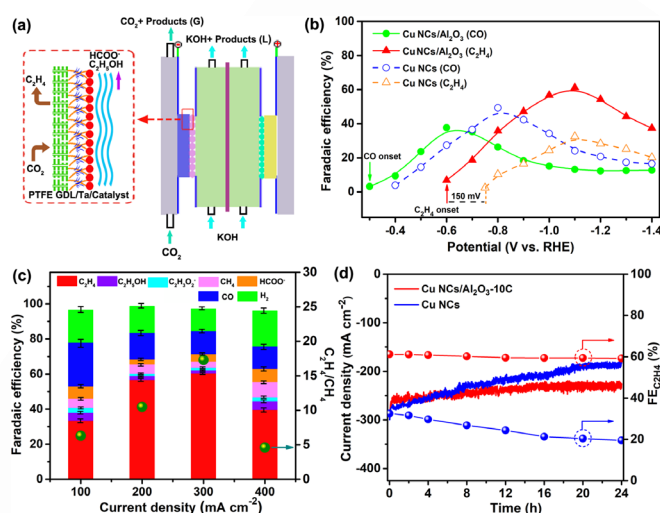 (a)
CO2+ Products (G)
KOH+ Products (L)
HCOO-
C2H5OH
C2H4
CO2
PTFE GDL/Ta/Catalyst
CO2
KOH
(b)
Faradaic efficiency (%)
100
80
60
40
20
0
Cu NCs/Al2O3 (CO)
Cu NCs/Al2O3 (C2H4)
Cu NCs (CO)
Cu NCs (C2H4)
CO onset
150 mV
C2H4 onset
-0.4 -0.6 -0.8 -1.0 -1.2 -1.4
Potential (V vs. RHE)
(c)
Faradaic efficiency (%)
100
80
60
40
20
0
C2H4 C2H5OH C2H3O2- CH4 HCOO-
CO H2
30
25
20
15
10
5
0
C2H4/CH4
100 200 300 400
Current density (mA cm-2)
(d)
Current density (mA cm-2)
0
-100
-200
-300
-400
Cu NCs/Al2O3-10C
Cu NCs
100
80
60
40
20
0
FEC2H4 (%)
0 4 8 12 16 20 24
Time (h)